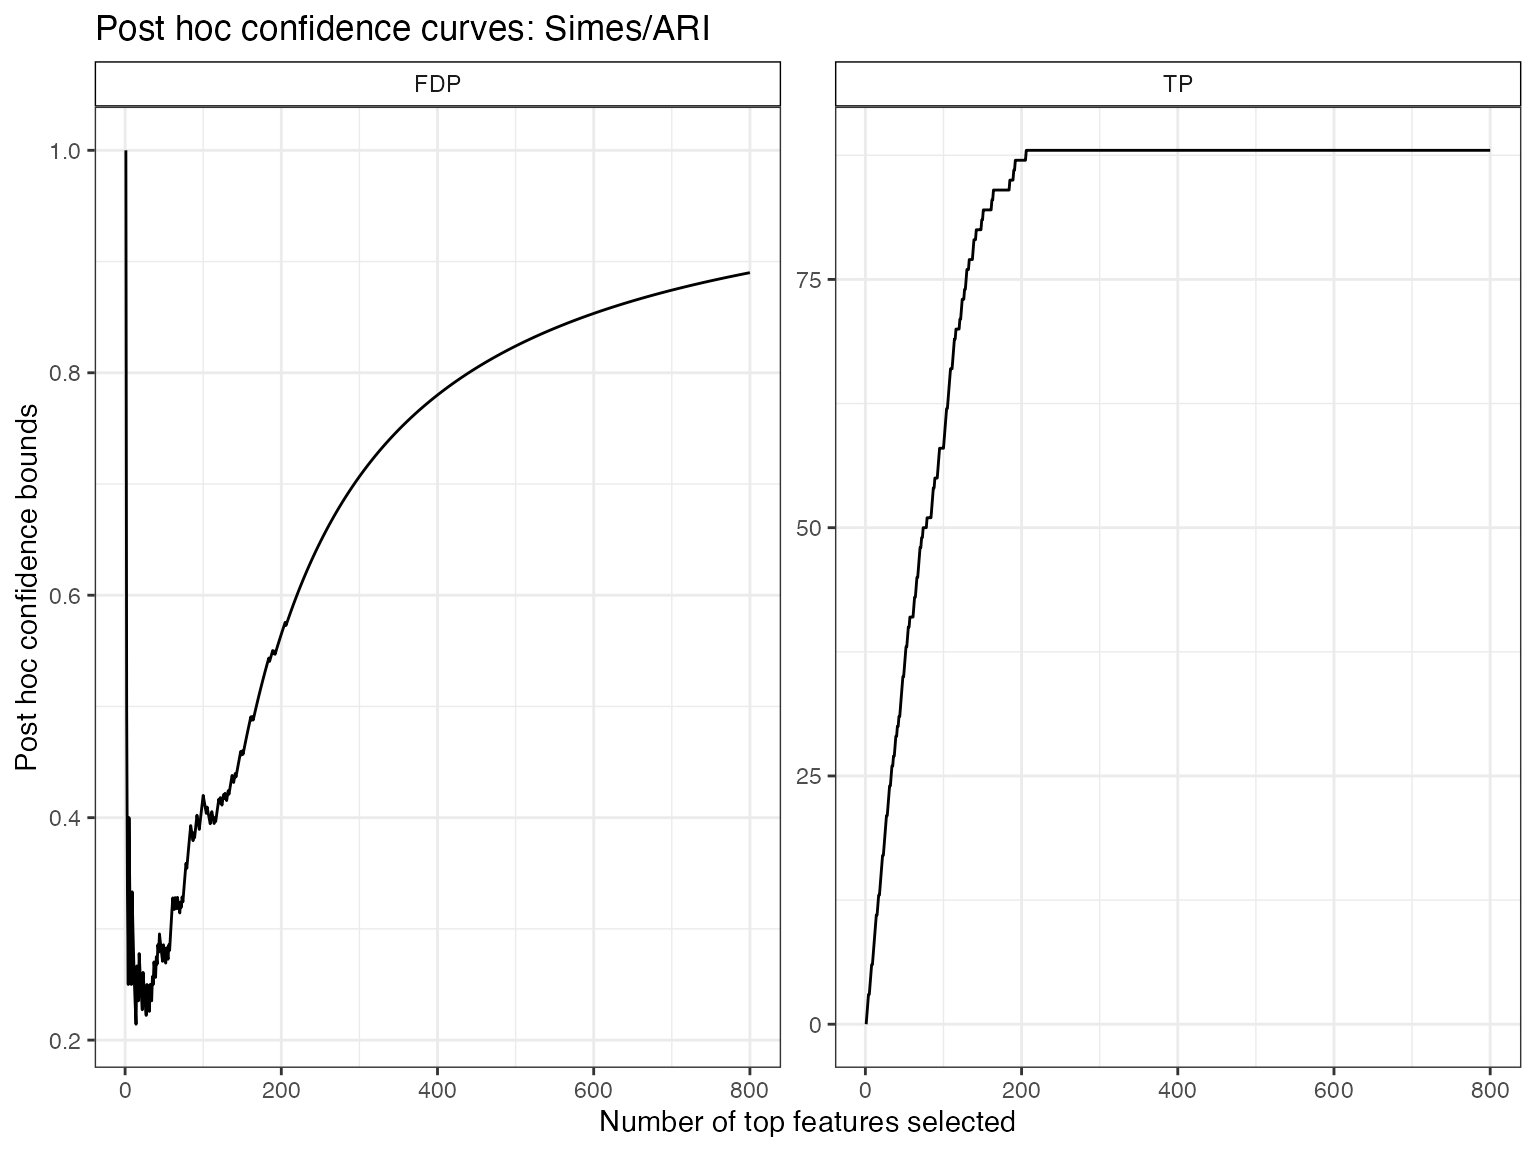 Post hoc confidence curves: Simes/ARI
FDP
TP
Post hoc confidence bounds
1.0
0.8
0.6
0.4
0.2
75
50
25
0
0 200 400 600 800
0 200 400 600 800
Number of top features selected